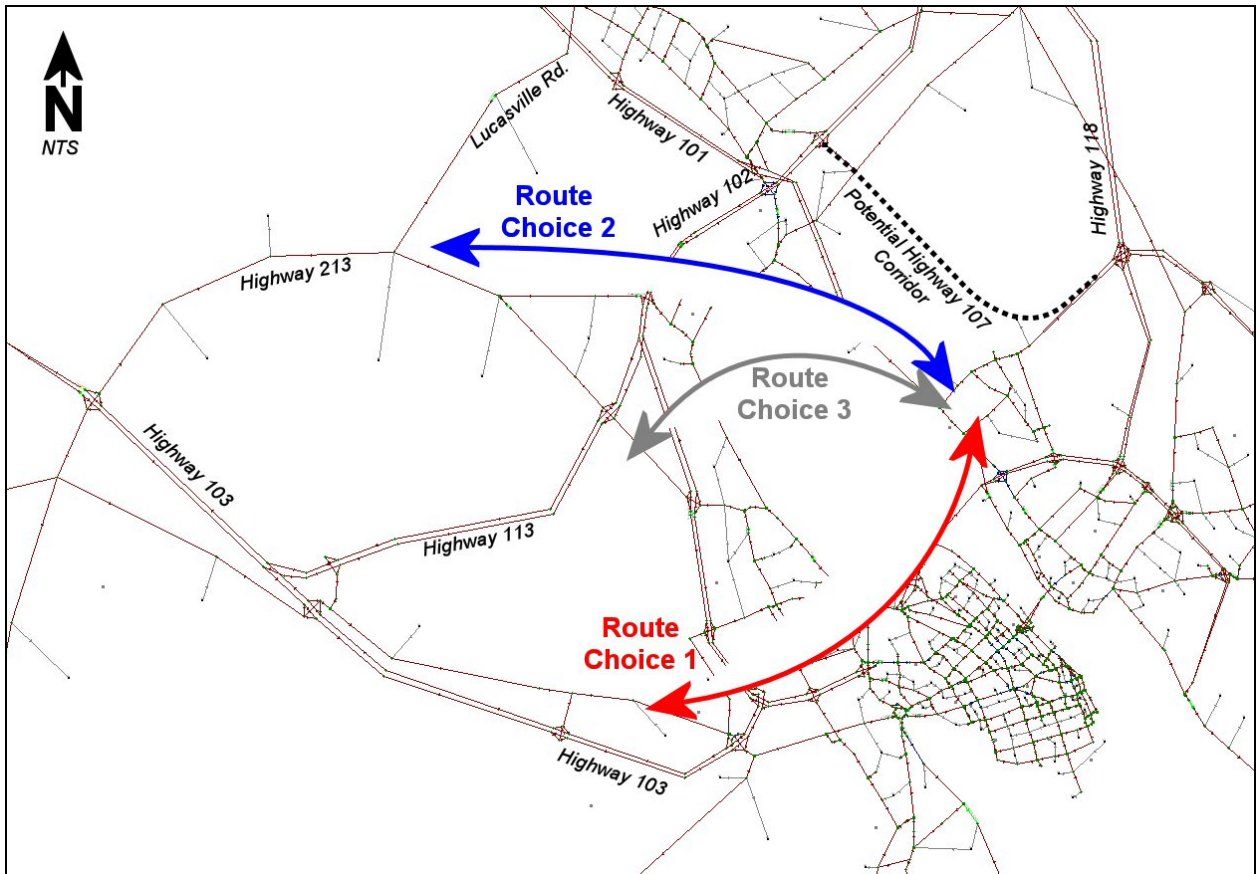 N
NTS
Lucasville Rd.
Highway 101
Highway 118
Highway 102
Route
Choice 2
Potential Highway 107
Corridor
Highway 213
Route
Choice 3
Highway 103
Highway 113
Route
Choice 1
Highway 103